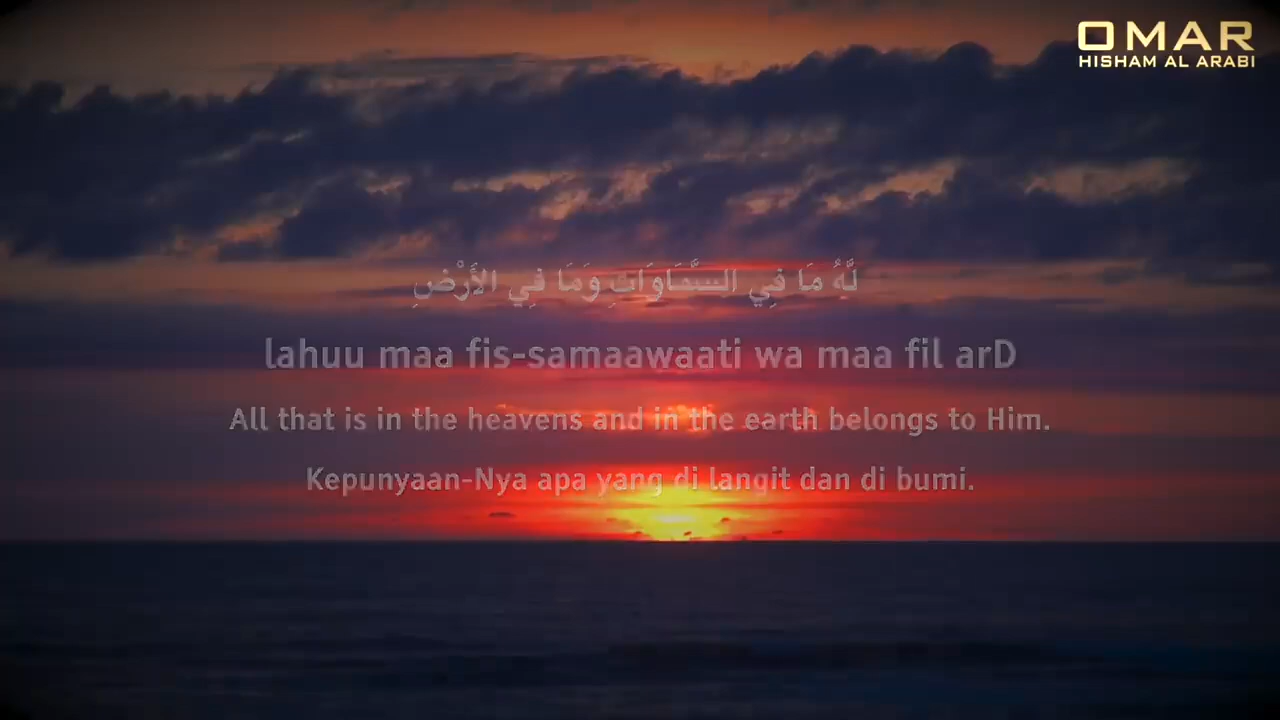 OMAR
HISHAM AL ARABI
لَّهُ مَا فِي السَّمَاوَاتِ وَمَا فِي الأَرْضِ
lahuu maa fis-samaawaati wa maa fil arD
All that is in the heavens and in the earth belongs to Him.
Kepunyaan-Nya apa yang di langit dan di bumi.